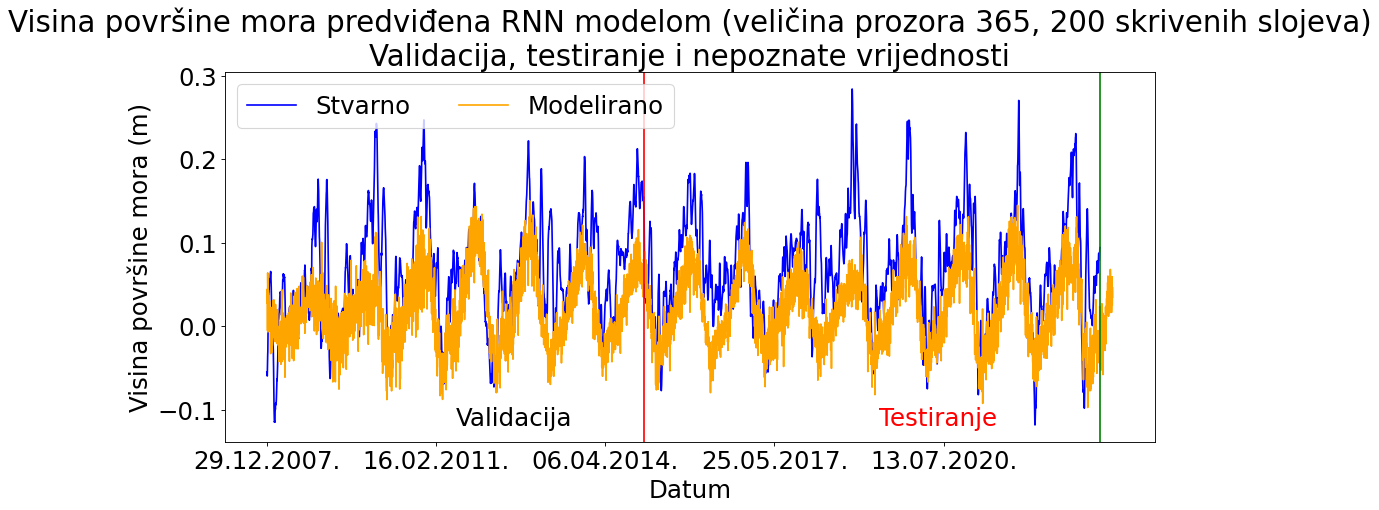 Visina površine mora predviđena RNN modelom (veličina prozora 365, 200 skrivenih slojeva)
Validacija, testiranje i nepoznate vrijednosti
Stvarno
Modelirano
Visina površine mora (m)
0.3
0.2
0.1
0.0
−0.1
Validacija
Testiranje
29.12.2007.
16.02.2011.
06.04.2014.
25.05.2017.
13.07.2020.
Datum